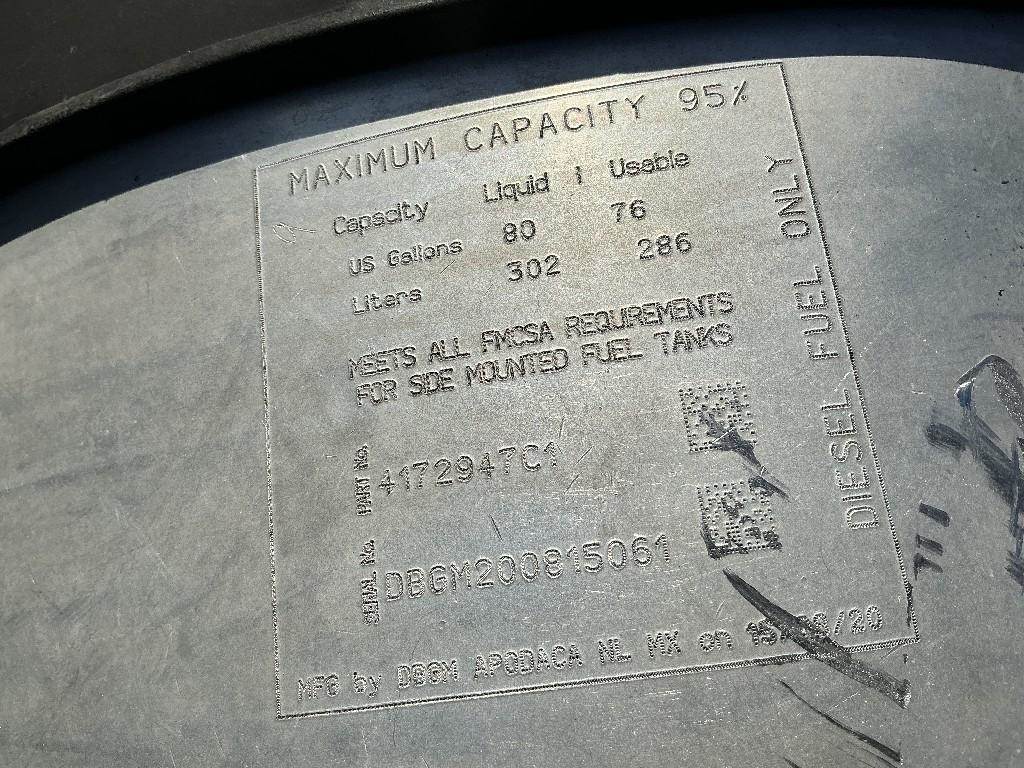 MAXIMUM CAPACITY 95%
Capacity Liquid | Usable
US Gallons 80 76
Liters 302 286
MEETS ALL FMCSA REQUIREMENTS
FOR SIDE MOUNTED FUEL TANKS
PART No. 4172947C1
SERIAL No. DBGM200815061
MFG by DBGM APODACA NL MX on
DIESEL FUEL ONLY